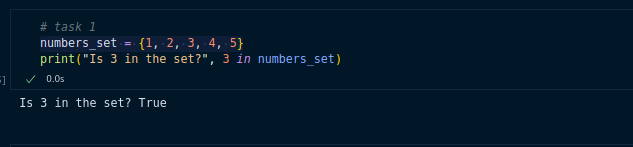 # task 1
numbers_set = {1, 2, 3, 4, 5}
print("Is 3 in the set?", 3 in numbers_set)
]
0.0s
Is 3 in the set? True